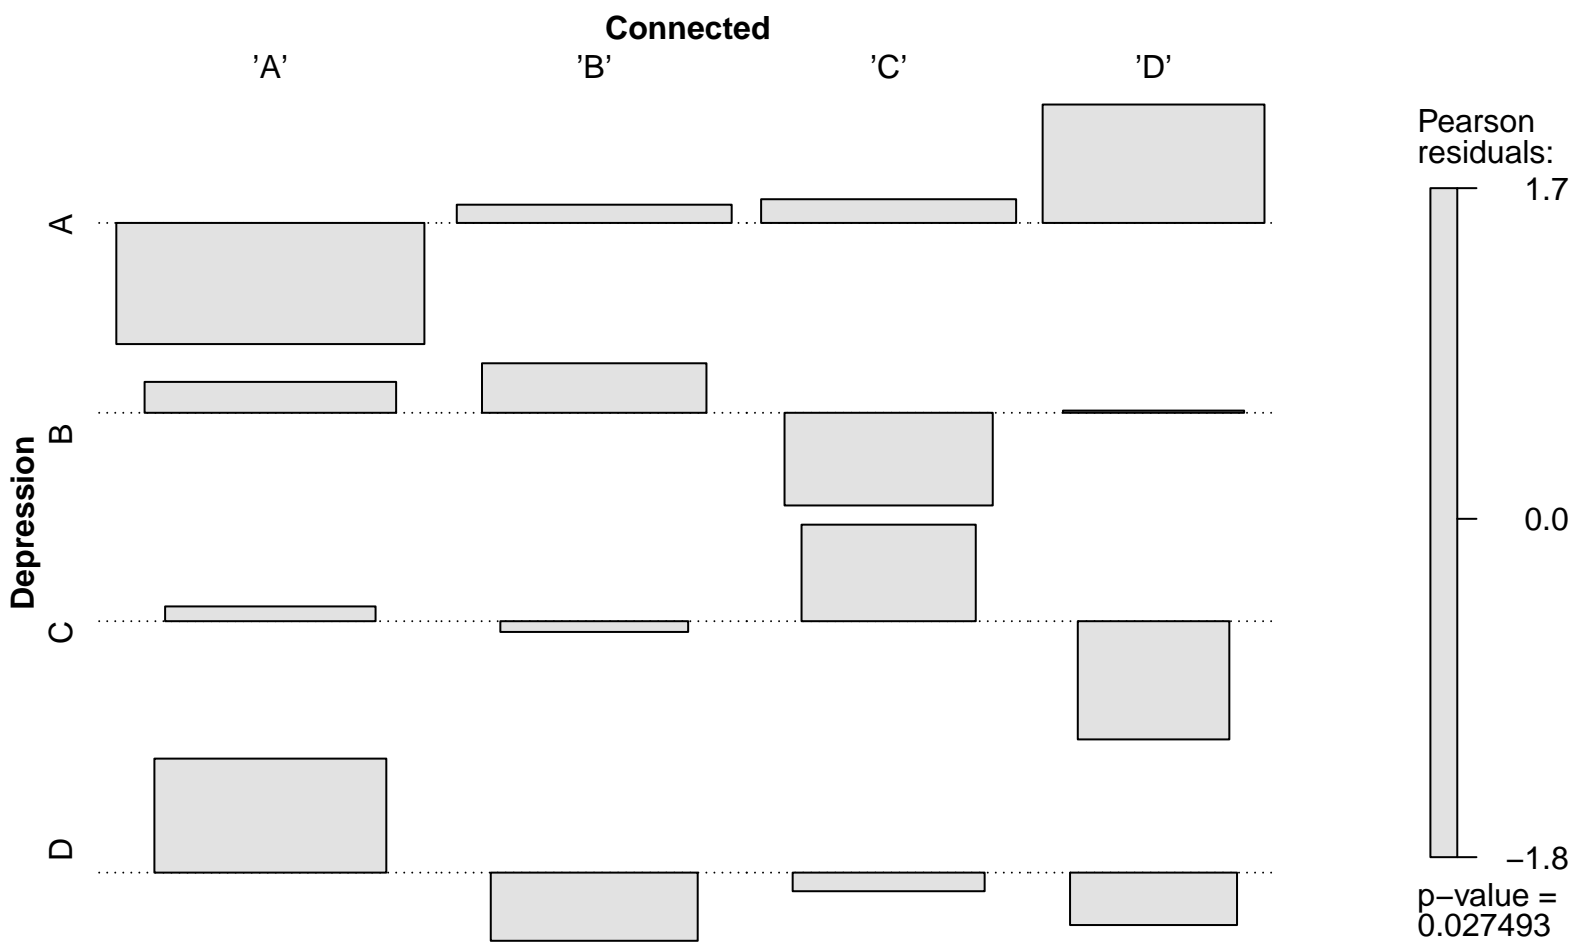 Connected
’A’ ’B’ ’C’ ’D’
Depression
A
B
C
D
Pearson
residuals:
1.7
0.0
−1.8
p−value =
0.027493